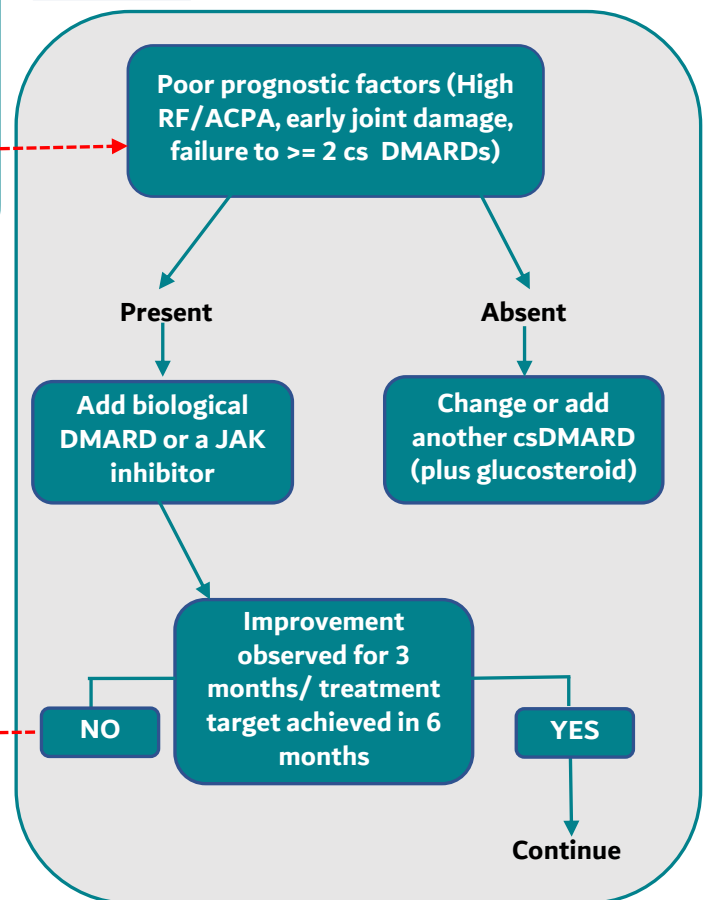 Poor prognostic factors (High
RF/ACPA, early joint damage,
failure to >= 2 cs DMARDs)
Present
Absent
Add biological
DMARD or a JAK
inhibitor
Change or add
another csDMARD
(plus glucosteroid)
Improvement
observed for 3
months/ treatment
target achieved in 6
months
NO
YES
Continue